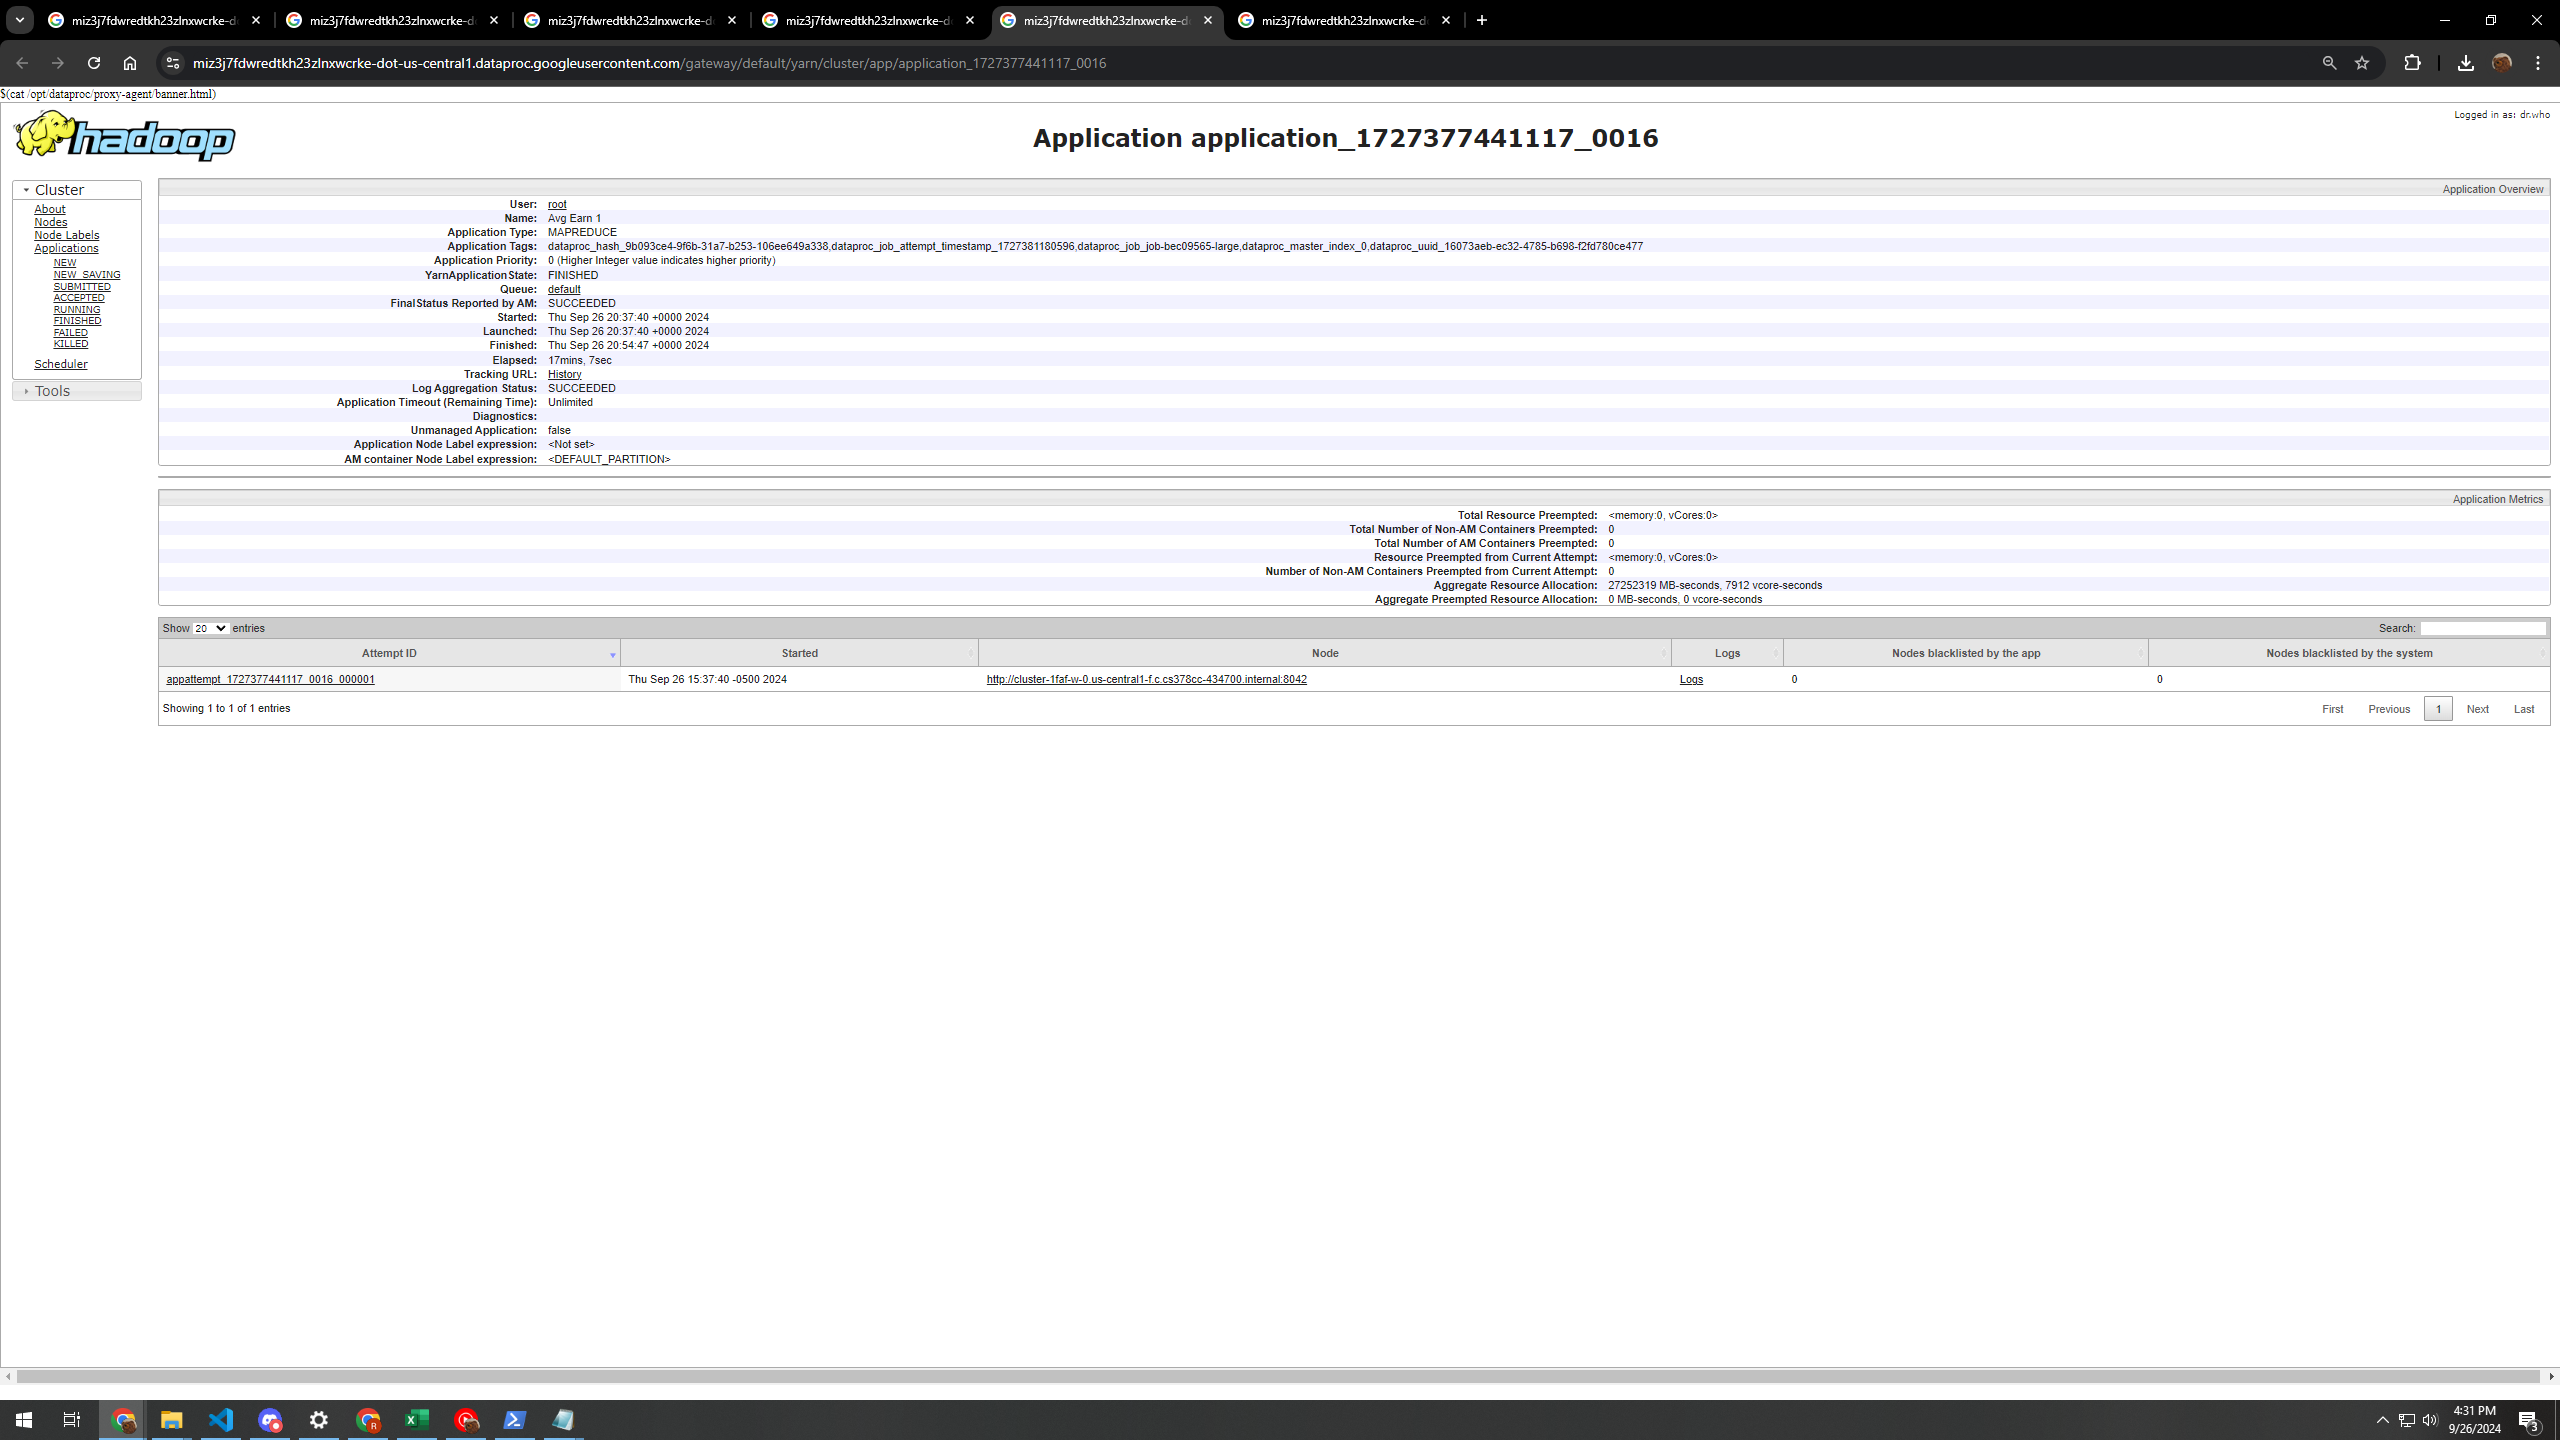 miz3j7fdwredtkh23zlnxwcrke-d
miz3j7fdwredtkh23zlnxwcrke-d
miz3j7fdwredtkh23zlnxwcrke-d
miz3j7fdwredtkh23zlnxwcrke-d
miz3j7fdwredtkh23zlnxwcrke-d
miz3j7fdwredtkh23zlnxwcrke-d
miz3j7fdwredtkh23zlnxwcrke-dot-us-central1.dataproc.googleusercontent.com/gateway/default/yarn/cluster/app/application_1727377441117_0016
$(cat /opt/dataproc/proxy-agent/banner.html)
hadoop
Application application_1727377441117_0016
Logged in as: dr.who
Cluster
About
Nodes
Node Labels
Applications
NEW
NEW_SAVING
SUBMITTED
ACCEPTED
RUNNING
FINISHED
FAILED
KILLED
Scheduler
Tools
Application Overview
User: root
Name: Avg Earn 1
Application Type: MAPREDUCE
Application Tags: dataproc_hash_9b093ce4-9f6b-31a7-b253-106ee649a338,dataproc_job_attempt_timestamp_1727381180596,dataproc_job_job-bec09565-large,dataproc_master_index_0,dataproc_uuid_16073aeb-ec32-4785-b698-f2fd780ce477
Application Priority: 0 (Higher Integer value indicates higher priority)
YarnApplicationState: FINISHED
Queue: default
FinalStatus Reported by AM: SUCCEEDED
Started: Thu Sep 26 20:37:40 +0000 2024
Launched: Thu Sep 26 20:37:40 +0000 2024
Finished: Thu Sep 26 20:54:47 +0000 2024
Elapsed: 17mins, 7sec
Tracking URL: History
Log Aggregation Status: SUCCEEDED
Application Timeout (Remaining Time): Unlimited
Diagnostics:
Unmanaged Application: false
Application Node Label expression: <Not set>
AM container Node Label expression: <DEFAULT_PARTITION>
Application Metrics
Total Resource Preempted: <memory:0, vCores:0>
Total Number of Non-AM Containers Preempted: 0
Total Number of AM Containers Preempted: 0
Resource Preempted from Current Attempt: <memory:0, vCores:0>
Number of Non-AM Containers Preempted from Current Attempt: 0
Aggregate Resource Allocation: 27252319 MB-seconds, 7912 vcore-seconds
Aggregate Preempted Resource Allocation: 0 MB-seconds, 0 vcore-seconds
Show 20 entries
Search:
Attempt ID Started Node Logs Nodes blacklisted by the app Nodes blacklisted by the system
appattempt_1727377441117_0016_000001 Thu Sep 26 15:37:40 -0500 2024 http://cluster-1faf-w-0.us-central1-f.c.cs378cc-434700.internal:8042 Logs 0 0
Showing 1 to 1 of 1 entries
First Previous 1 Next Last
4:31 PM
9/26/2024
3